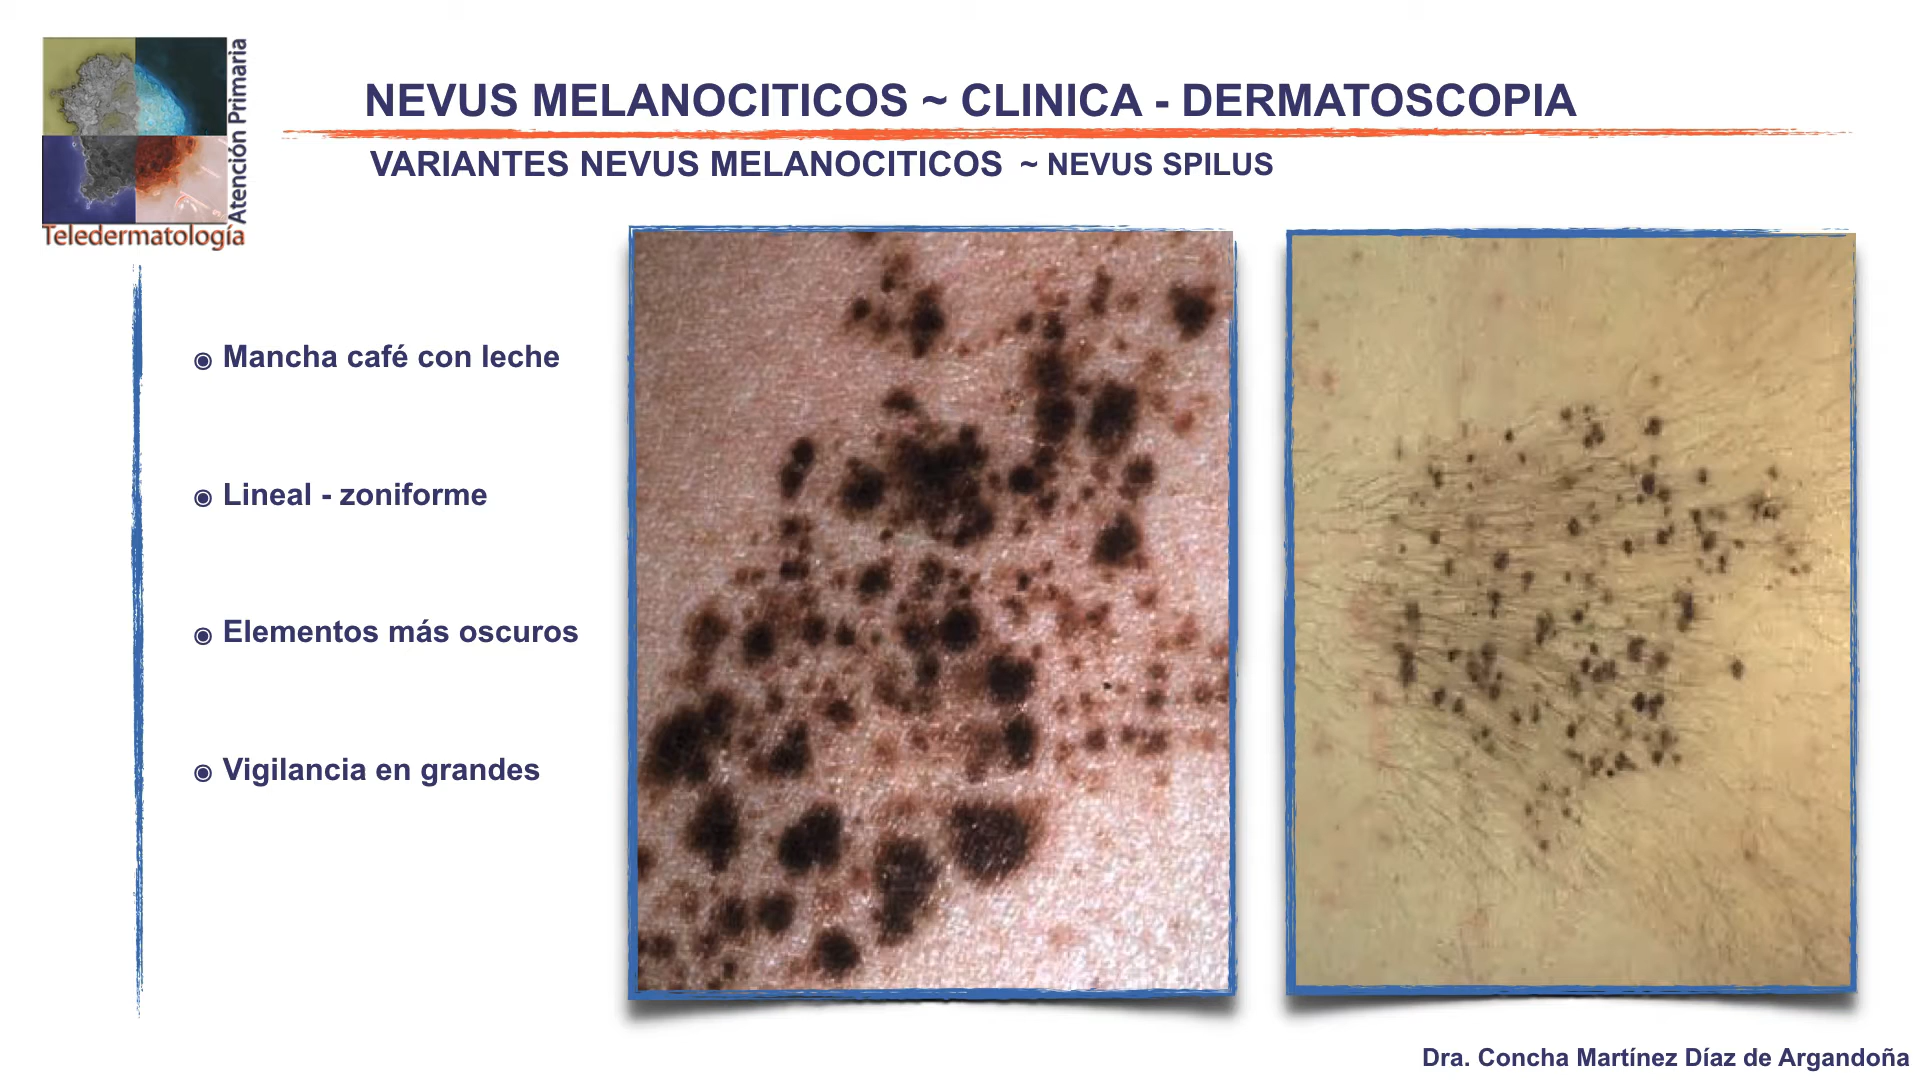 Atención Primaria
Teledermatología
NEVUS MELANOCITICOS ~ CLINICA - DERMATOSCOPIA
VARIANTES NEVUS MELANOCITICOS ~ NEVUS SPILUS
Mancha café con leche
Lineal - zoniforme
Elementos más oscuros
Vigilancia en grandes
Dra. Concha Martínez Díaz de Argandoña